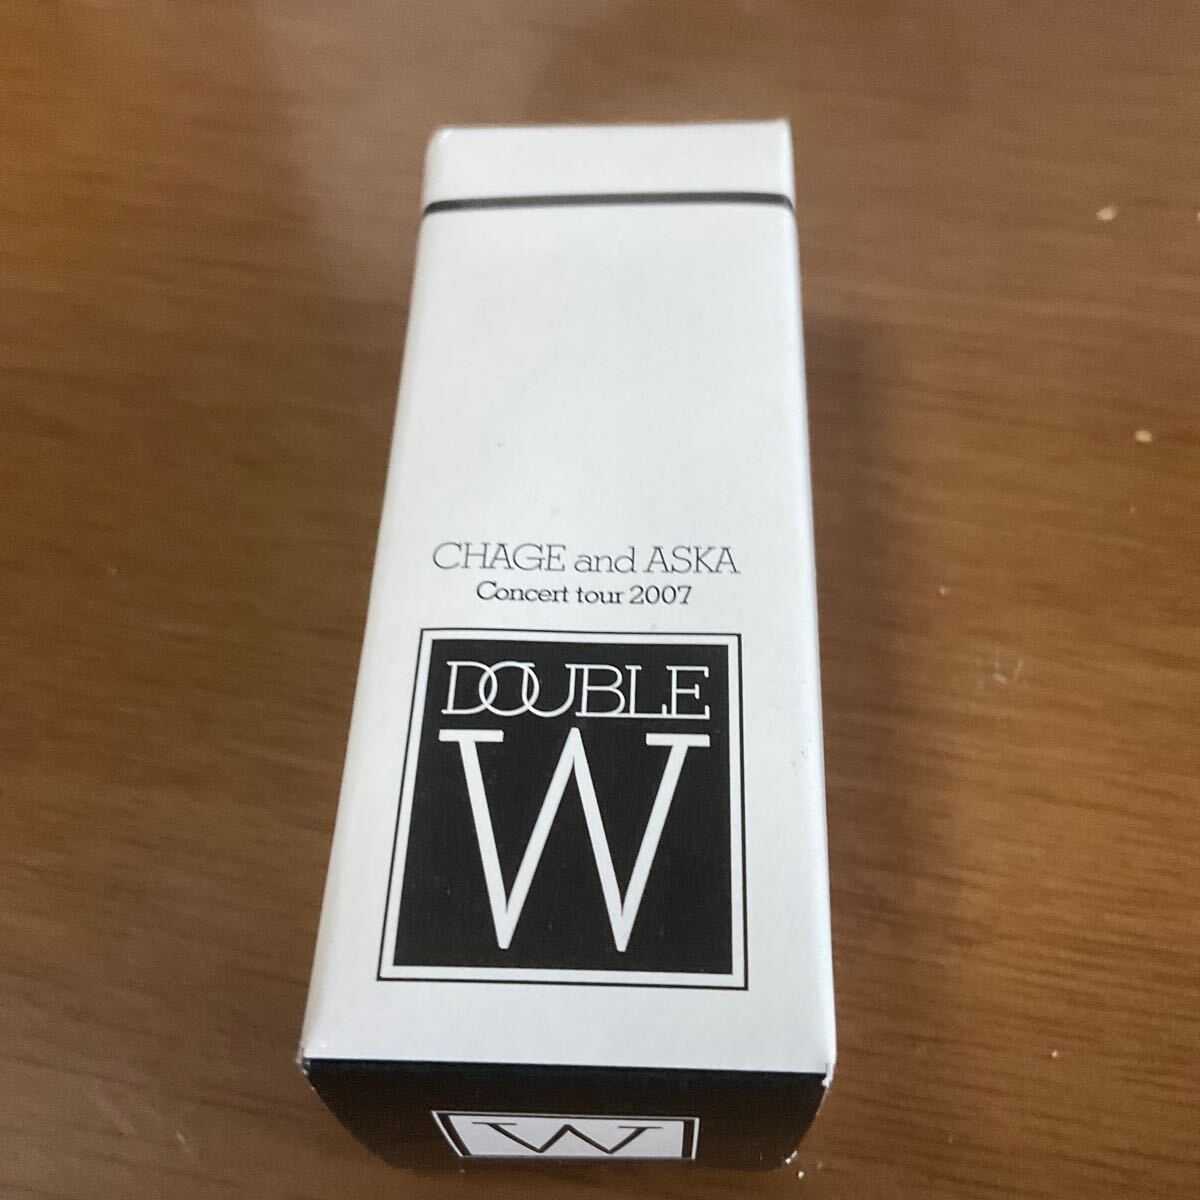 CHAGE and ASKA
Concert tour 2007
DOUBLE
W
W